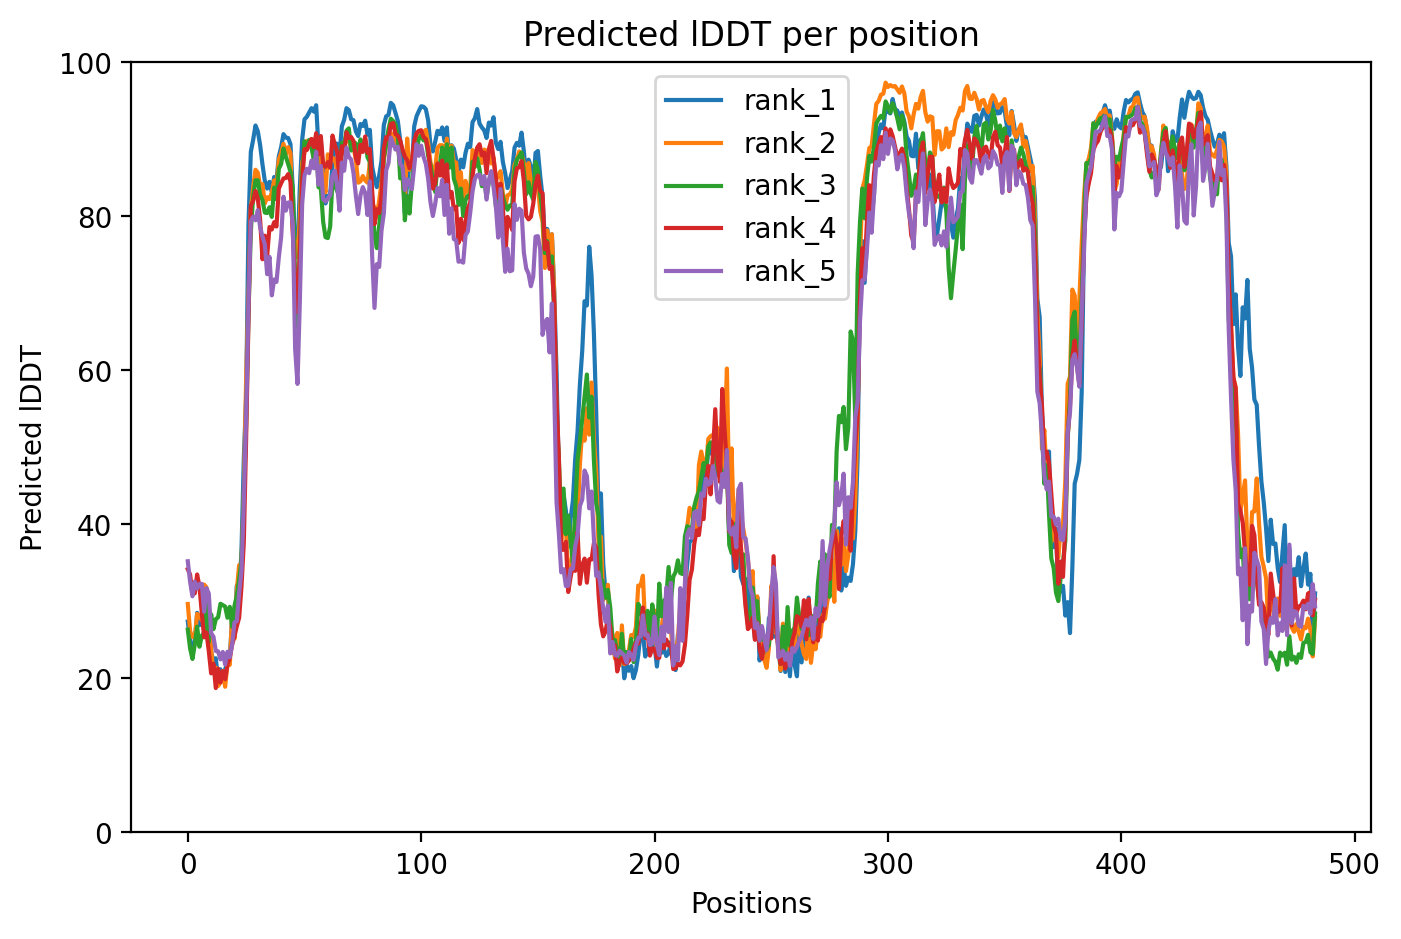 Predicted lDDT per position
100
80
60
40
20
0
Predicted lDDT
rank_1
rank_2
rank_3
rank_4
rank_5
0 100 200 300 400 500
Positions